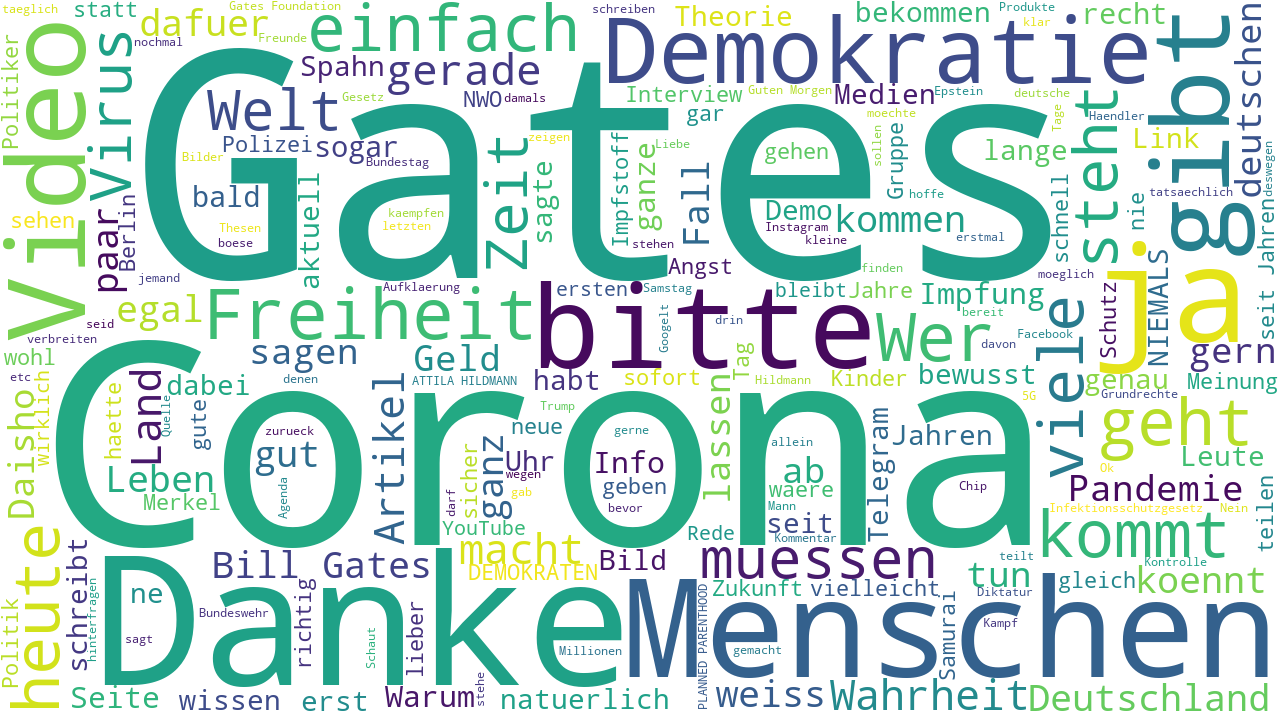 taeglich
statt
dafuer
Gates Foundation
Freunde
einfach
schreiben
Theorie
bekommen
Produkte
klar
recht
nochmal
Politiker
Video
Virus
Spahn
gerade
Demokratie
gibt
Welt
Gesetz
NWO
damals
Interview
Medien
Epstein
Guten Morgen
deutsche
Tage
Haendler
deutschen
gar
Gates
Polizei
sogar
Bilder
Bundestag
zeigen
Liebe
gehen
moechte
sollen
Gruppe
lange
steht
Link
bald
Zeit
sagte
Impfstoff
ganze
Fall
Demo
kommen
hoffe
tatsaechlich
deswegen
sehen
paar
Berlin
aktuell
kaempfen
letzten
Thesen
boese
Instagram
kleine
erstmal
stehen
schnell
nie
seit Jahren
jemand
Aufklaerung
Angst
finden
moeglich
ja
egal
Freiheit
ersten
Samstag
bitte
bleibt
Jahre
Impfung
bereit
Schutz
NIEMALS
seid
verbreiten
wohl
sagen
Geld
Googelt
drin
Wer
davon
Facebook
viele
gern
etc
wirklich
Land
dabei
denen
ATTILA HILDMANN
habt
sofort
Tag
Hildmann
Kinder
bewusst
genau
Meinung
Grundrechte
5G
haette
Quelle
gute
Artikel
Trump
Corona
neue
gerne
lassen
allein
Telegram
Jahren
geht
Ok
Leute
Daisho
zurueck
gut
Leben
Merkel
Agenda
ganz
sicher
Uhr
wegen
gab
darf
Info
geben
bevor
ab
waere
Mann
Chip
Pandemie
Infektionsschutzgesetz
Nein
teilen
YouTube
Rede
seit
Kommentar
kommt
heute
schreibt
Bill Gates
macht
DEMOKRATEN
Bild
muessen
teilt
Kontrolle
tun
gleich
koennt
Politik
hinterfragen
ne
Bundeswehr
richtig
sagt
Danke
Schaut
lieber
Millionen
Menschen
PLANNED PARENTHOOD
Zukunft
vielleicht
gemacht
Samurai
Diktatur
Kampf
Seite
wissen
erst
Warum
stehe
natuerlich
weiss
Wahrheit
Deutschland